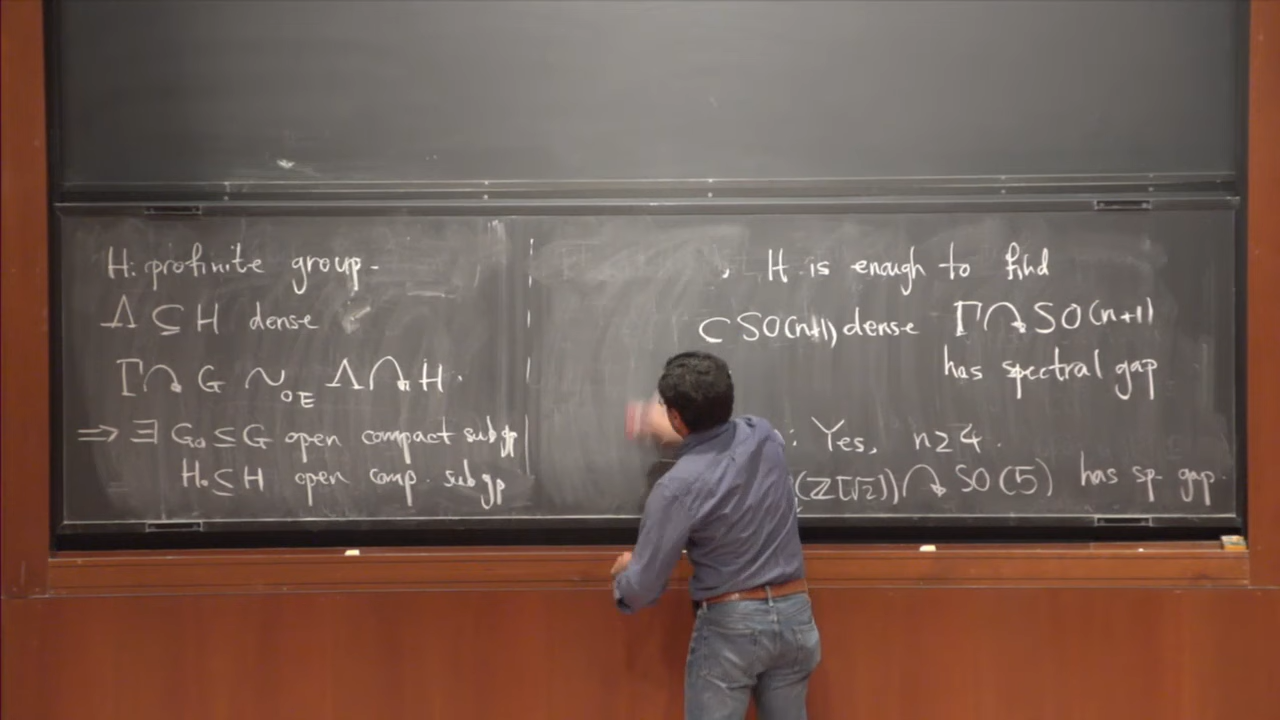 H: profinite group.
Λ ⊆ H dense
Γ ↷ G ~OE Λ ↷ H.
⇒ ∃ G₀ ≤ G open compact subgp
H₀ ≤ H open comp. subgp
, It is enough to find
⊂ SO(n+1) dense Γ ↷ SO(n+1)
has spectral gap
: Yes, n ≥ 4.
(ℤ[√2]) ↷ SO(5) has sp. gap.